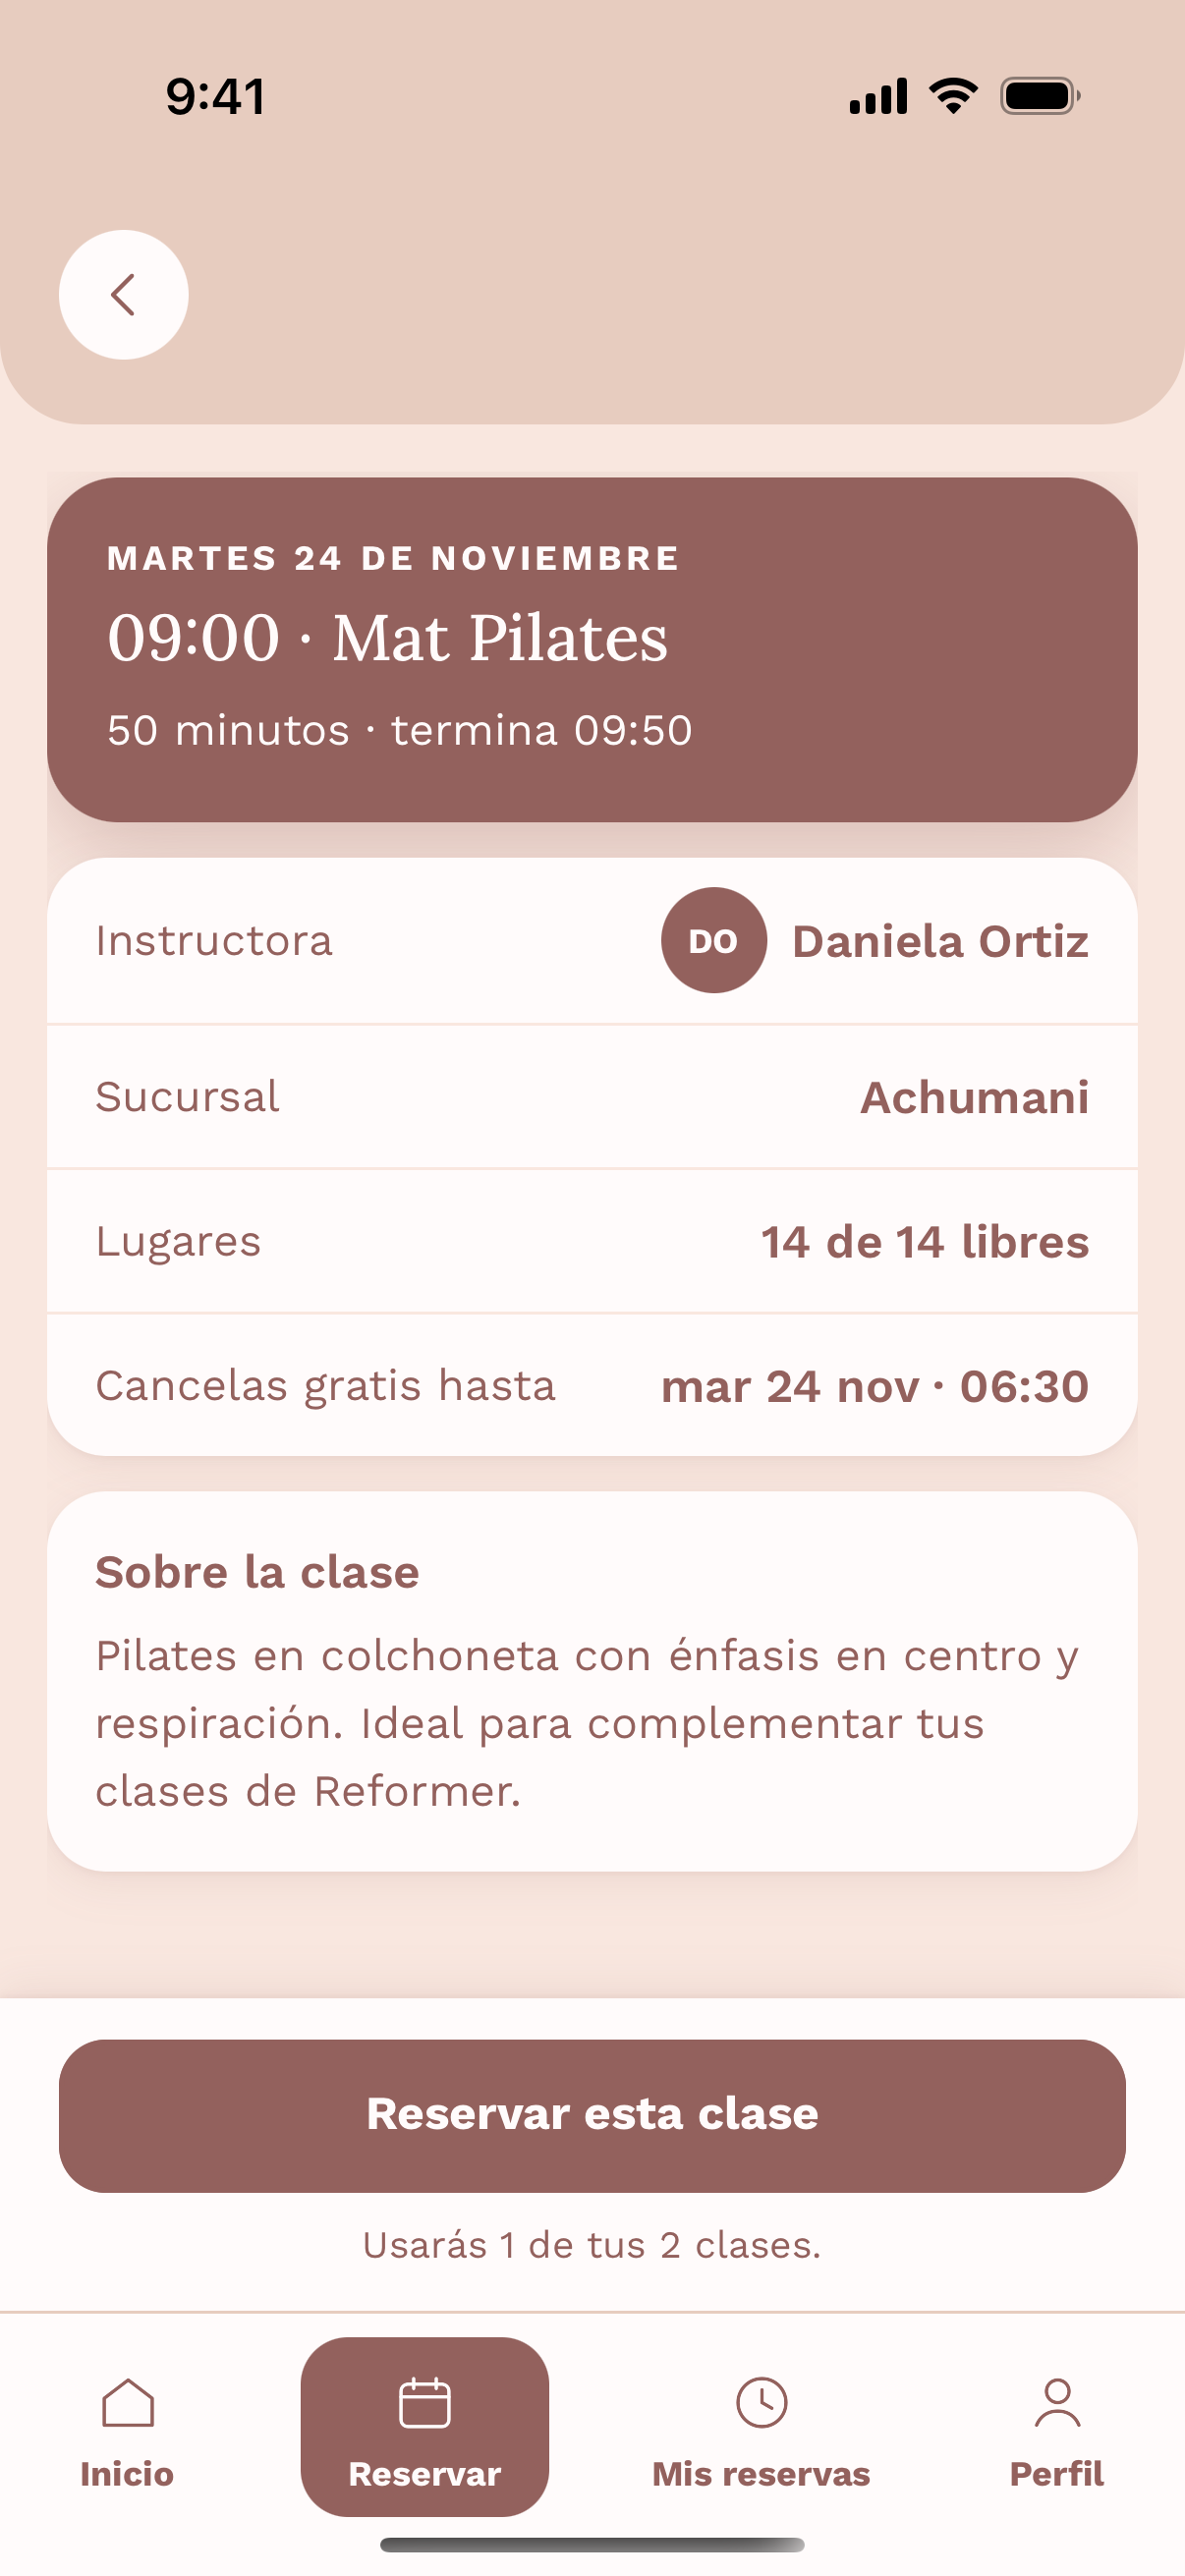 9:41
MARTES 24 DE NOVIEMBRE
09:00 · Mat Pilates
50 minutos · termina 09:50
Instructora DO Daniela Ortiz
Sucursal Achumani
Lugares 14 de 14 libres
Cancelas gratis hasta mar 24 nov · 06:30
Sobre la clase
Pilates en colchoneta con énfasis en centro y
respiración. Ideal para complementar tus
clases de Reformer.
Reservar esta clase
Usarás 1 de tus 2 clases.
Inicio Reservar Mis reservas Perfil